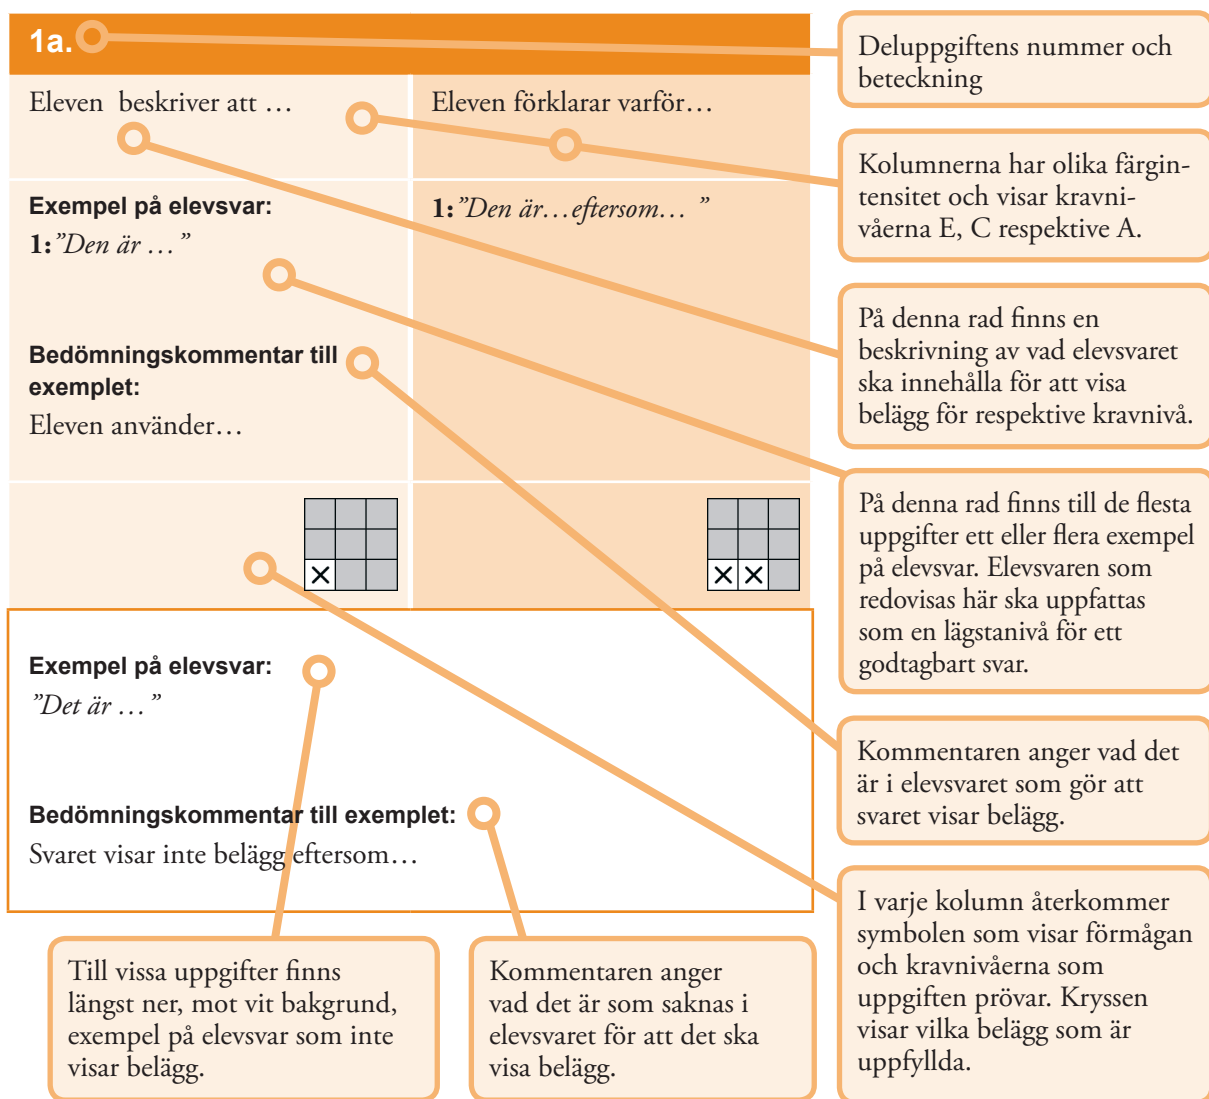 1a.
Eleven beskriver att …
Eleven förklarar varför…
Exempel på elevsvar:
1:”Den är … ”
1:”Den är…eftersom… ”
Bedömningskommentar till
exemplet:
Eleven använder…
X
X X
Exempel på elevsvar:
”Det är …”
Bedömningskommentar till exemplet:
Svaret visar inte belägg eftersom…
Deluppgiftens nummer och
beteckning
Kolumnerna har olika färgin-
tensitet och visar kravni-
våerna E, C respektive A.
På denna rad finns en
beskrivning av vad elevsvaret
ska innehålla för att visa
belägg för respektive kravnivå.
På denna rad finns till de flesta
uppgifter ett eller flera exempel
på elevsvar. Elevsvaren som
redovisas här ska uppfattas
som en lägstanivå för ett
godtagbart svar.
Kommentaren anger vad det
är i elevsvaret som gör att
svaret visar belägg.
I varje kolumn återkommer
symbolen som visar förmågan
och kravnivåerna som
uppgiften prövar. Kryssen
visar vilka belägg som är
uppfyllda.
Till vissa uppgifter finns
längst ner, mot vit bakgrund,
exempel på elevsvar som inte
visar belägg.
Kommentaren anger
vad det är som saknas i
elevsvaret för att det ska
visa belägg.